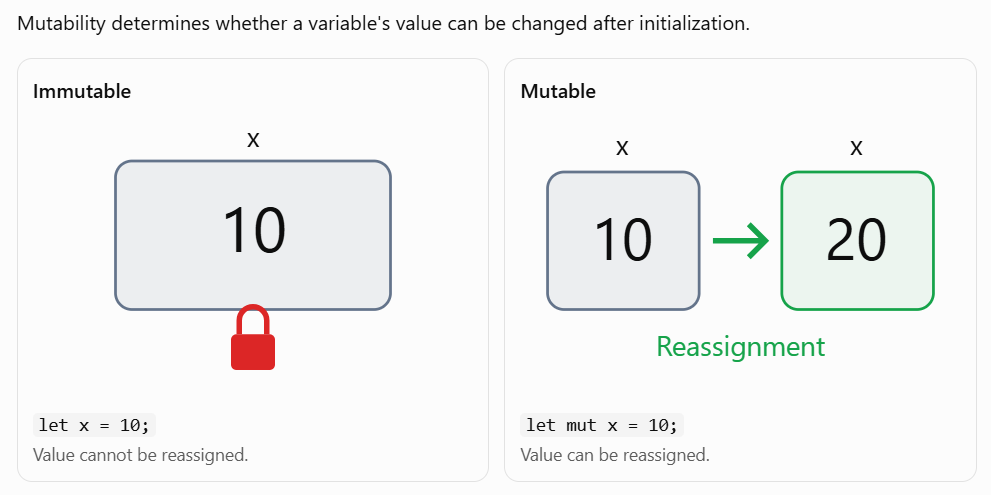 Mutability determines whether a variable's value can be changed after initialization.
Immutable
x
10
let x = 10;
Value cannot be reassigned.
Mutable
x
10
x
20
Reassignment
let mut x = 10;
Value can be reassigned.